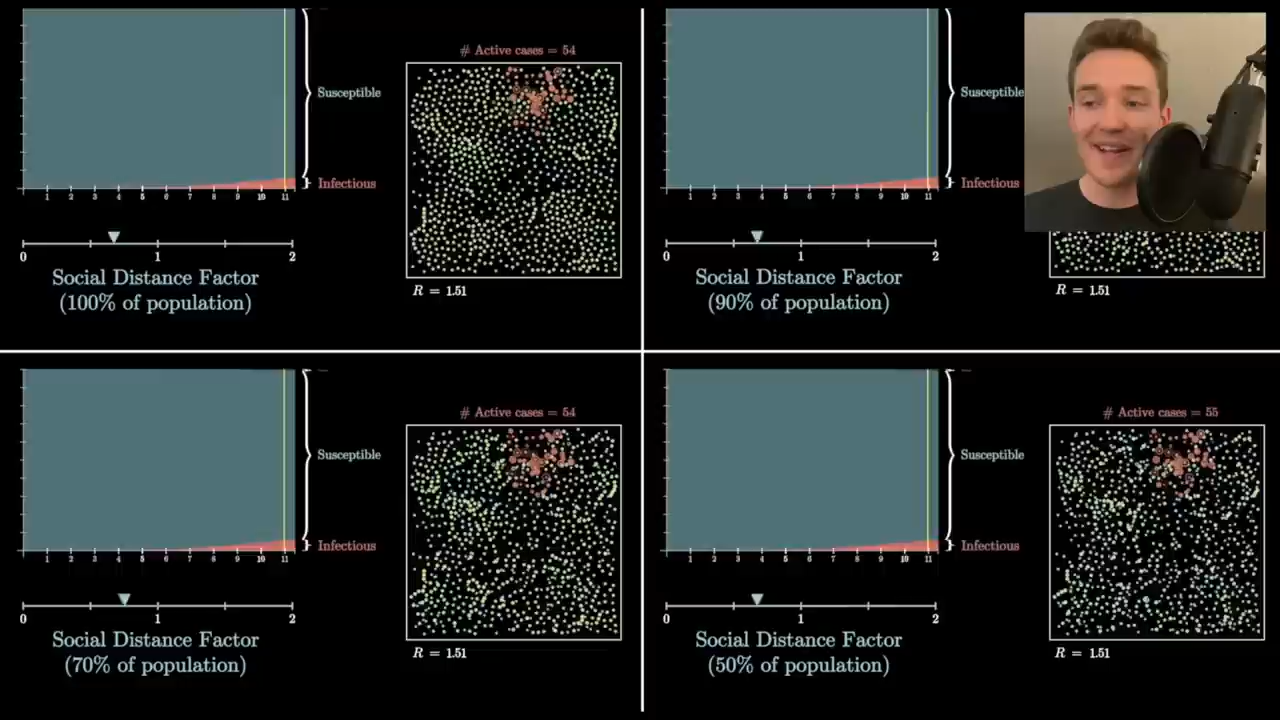 # Active cases = 54
Susceptible
Infectious
1 2 3 4 5 6 7 8 9 10 11
0 1 2
Social Distance Factor
(100% of population)
R = 1.51
Susceptible
Infectious
1 2 3 4 5 6 7 8 9 10 11
0 1 2
Social Distance Factor
(90% of population)
R = 1.51
# Active cases = 54
Susceptible
Infectious
1 2 3 4 5 6 7 8 9 10 11
0 1 2
Social Distance Factor
(70% of population)
R = 1.51
# Active cases = 55
Susceptible
Infectious
1 2 3 4 5 6 7 8 9 10 11
0 1 2
Social Distance Factor
(50% of population)
R = 1.51